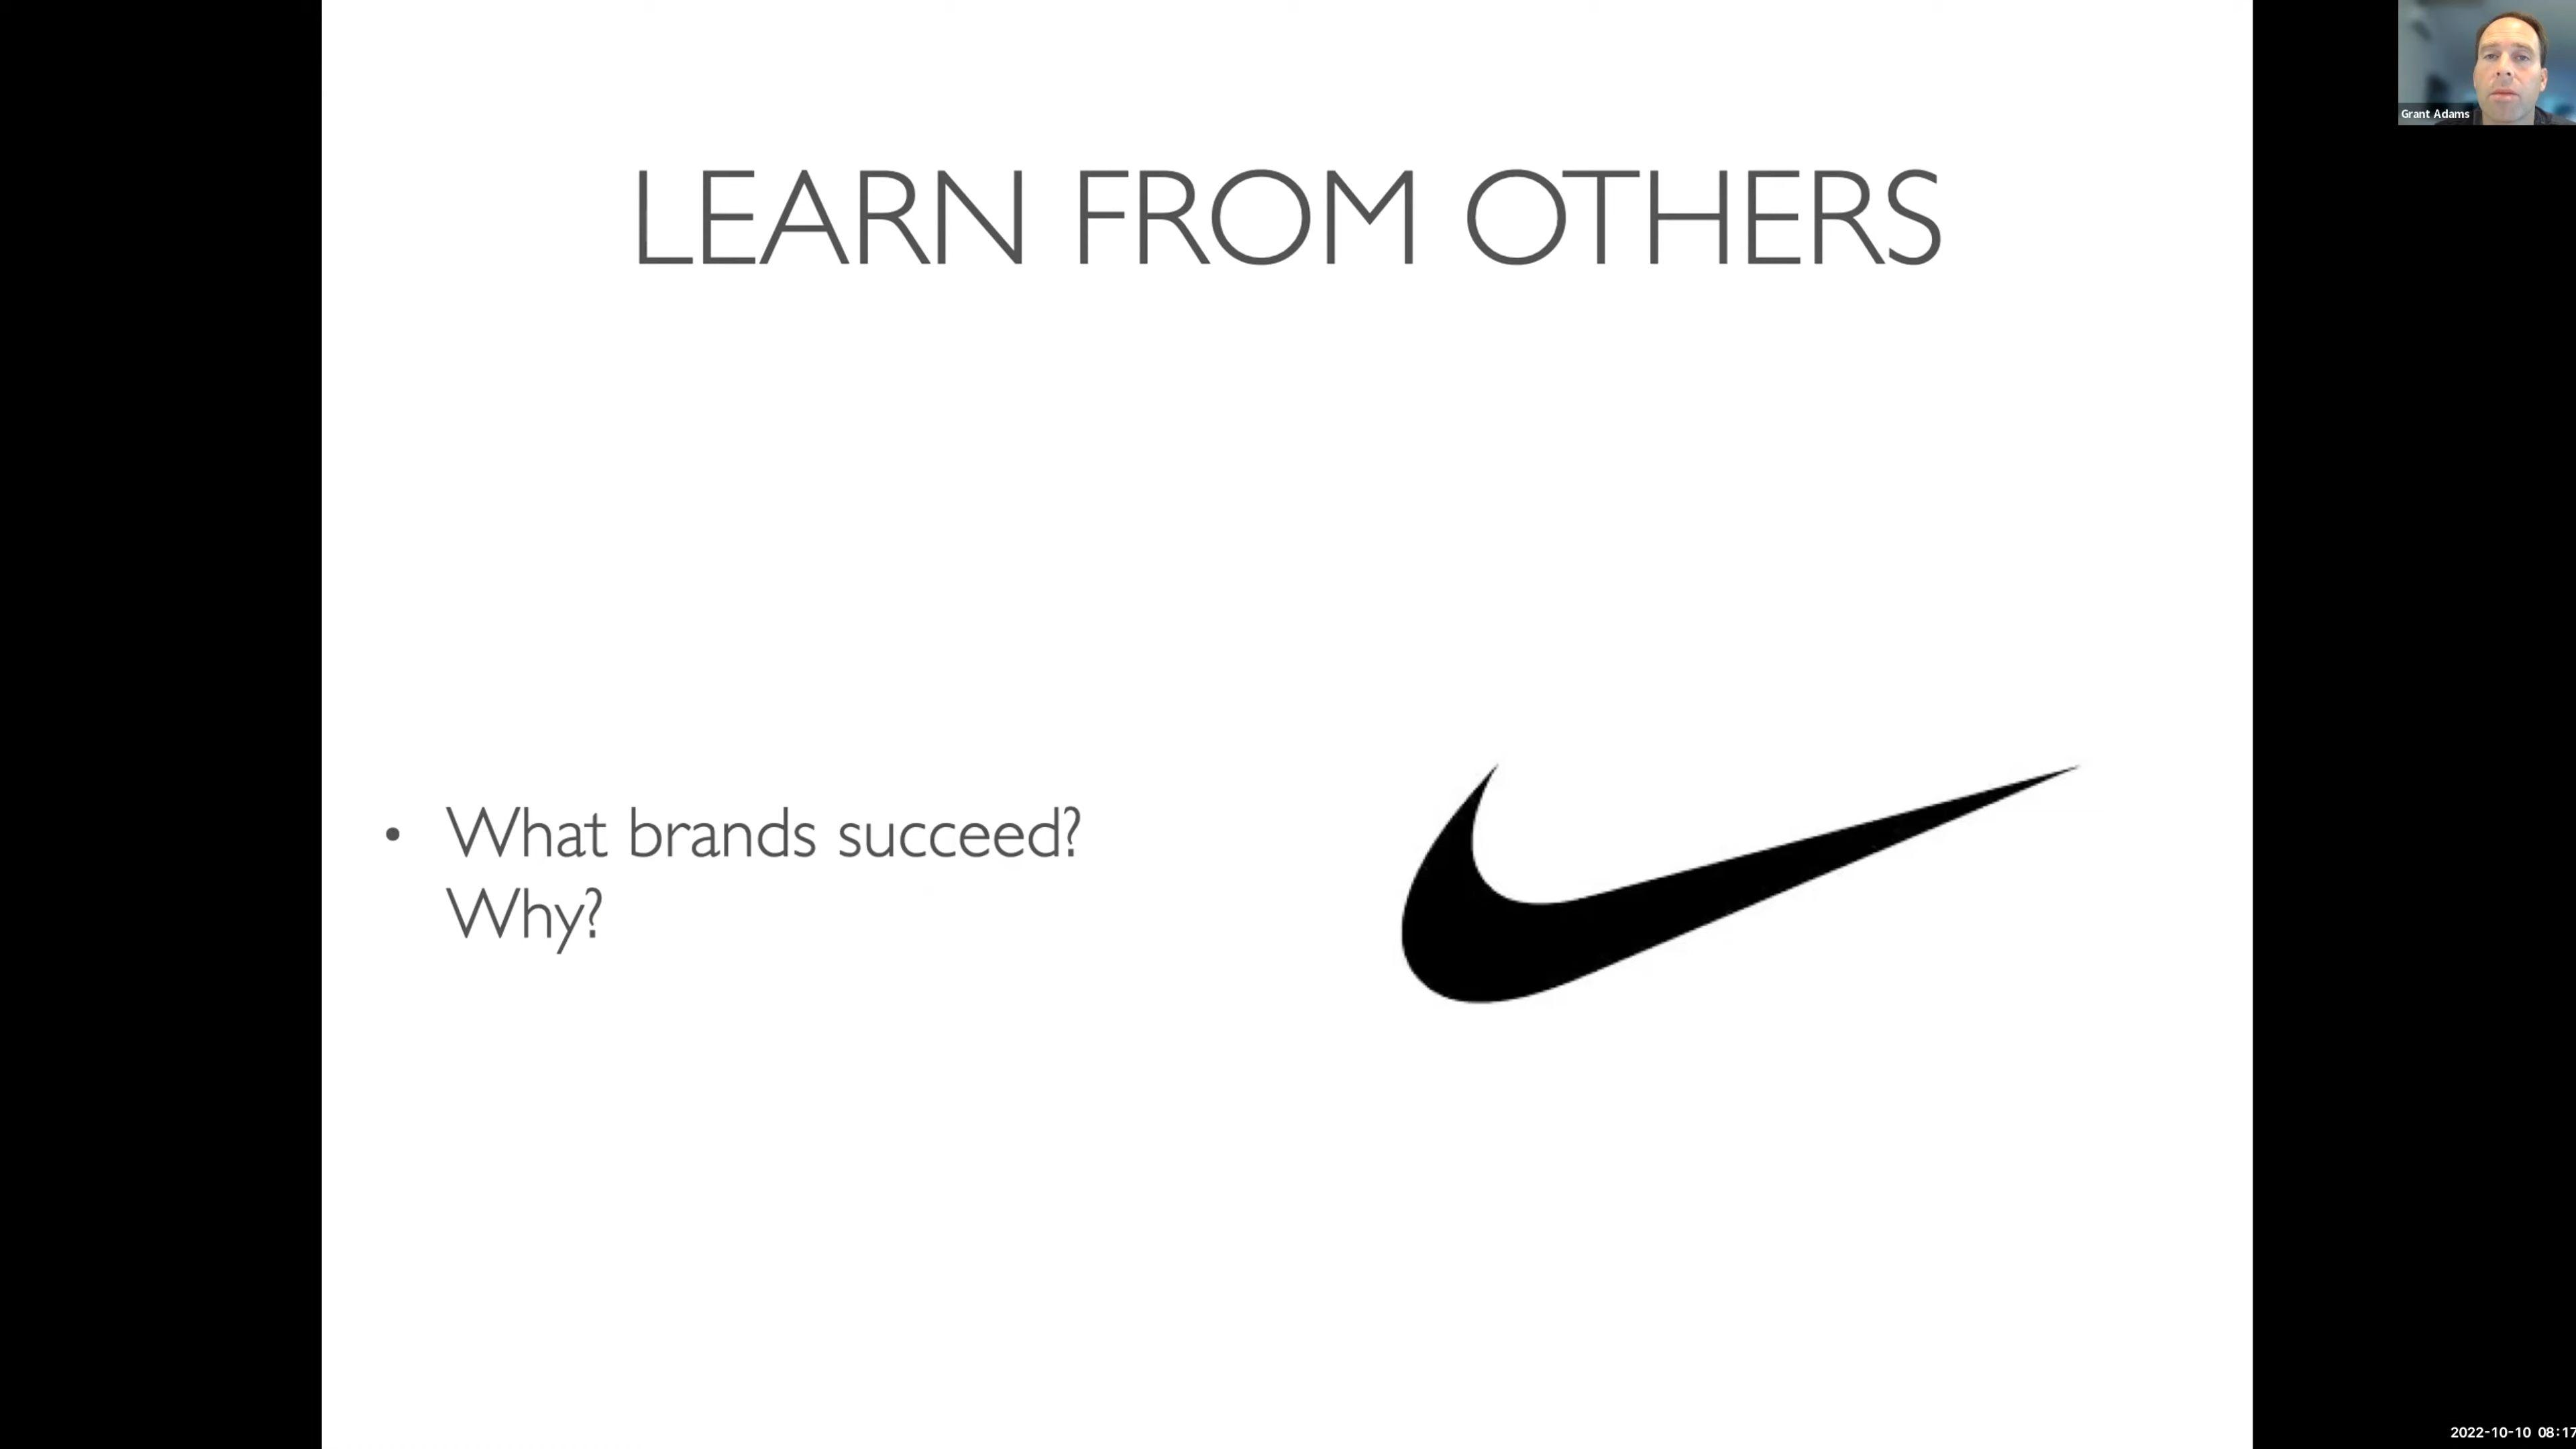 LEARN FROM OTHERS
• What brands succeed?
Why?
Grant Adams
2022-10-10 08:17